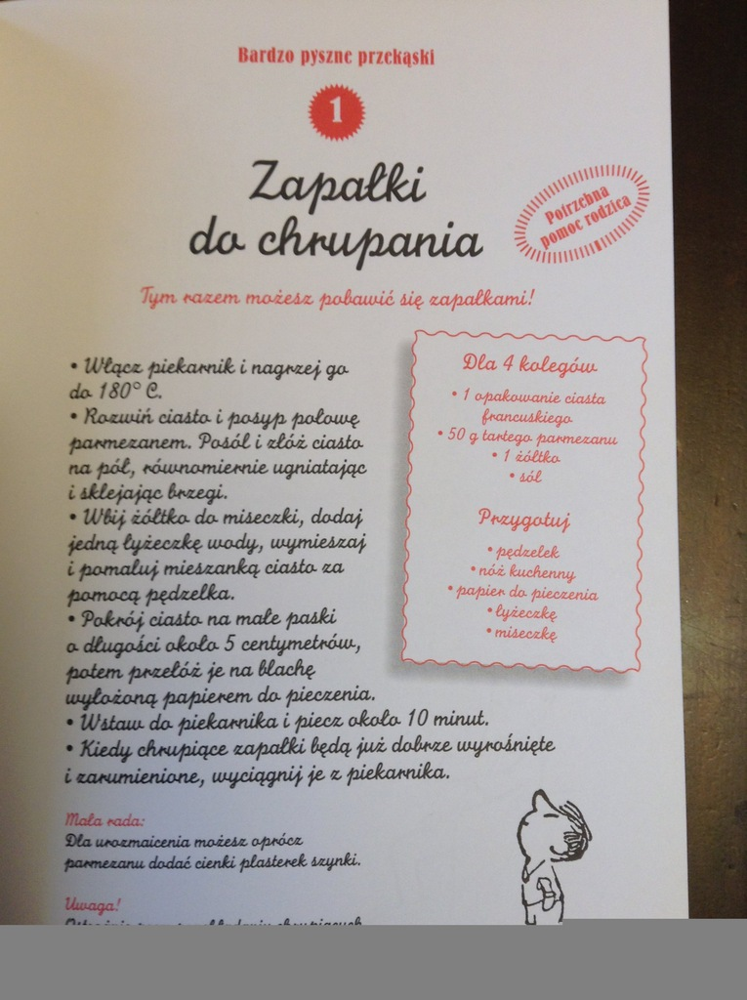 Bardzo pyszne przekąski
1
Zapałki
do chrupania
Potrzebna
pomoc rodzica
Tym razem możesz pobawić się zapałkami!
• Włącz piekarnik i nagrzej go
do 180° C.
• Rozwiń ciasto i posyp połowę
parmezanem. Posól i złóż ciasto
na pół, równomiernie ugniatając
i sklejając brzegi.
• Wbij żółtko do miseczki, dodaj
jedną łyżeczkę wody, wymieszaj
i pomaluj mieszanką ciasto za
pomocą pędzelka.
• Pokrój ciasto na małe paski
o długości około 5 centymetrów,
potem przełóż je na blachę
wyłożoną papierem do pieczenia.
• Wstaw do piekarnika i piecz około 10 minut.
• Kiedy chrupiące zapałki będą już dobrze wyrośnięte
i zarumienione, wyciągnij je z piekarnika.
Dla 4 kolegów
• 1 opakowanie ciasta
francuskiego
• 50 g tartego parmezanu
• 1 żółtko
• sól
Przygotuj
• pędzelek
• nóż kuchenny
• papier do pieczenia
• łyżeczkę
• miseczkę
Mała rada:
Dla urozmaicenia możesz oprócz
parmezanu dodać cienki plasterek szynki.
Uwaga!